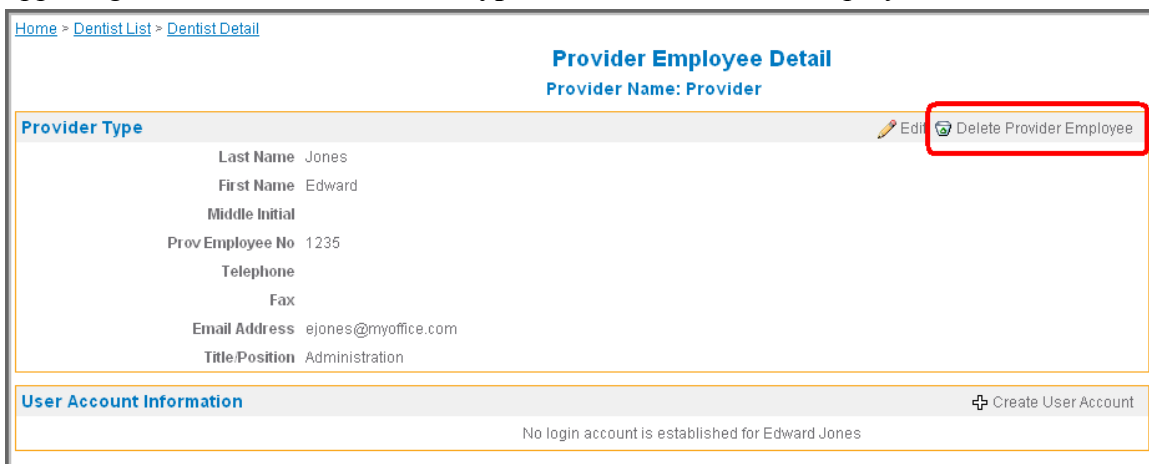 Home > Dentist List > Dentist Detail
Provider Employee Detail
Provider Name: Provider
Provider Type Edit Delete Provider Employee
Last Name Jones
First Name Edward
Middle Initial
Prov Employee No 1235
Telephone
Fax
Email Address ejones@myoffice.com
Title/Position Administration
User Account Information Create User Account
No login account is established for Edward Jones